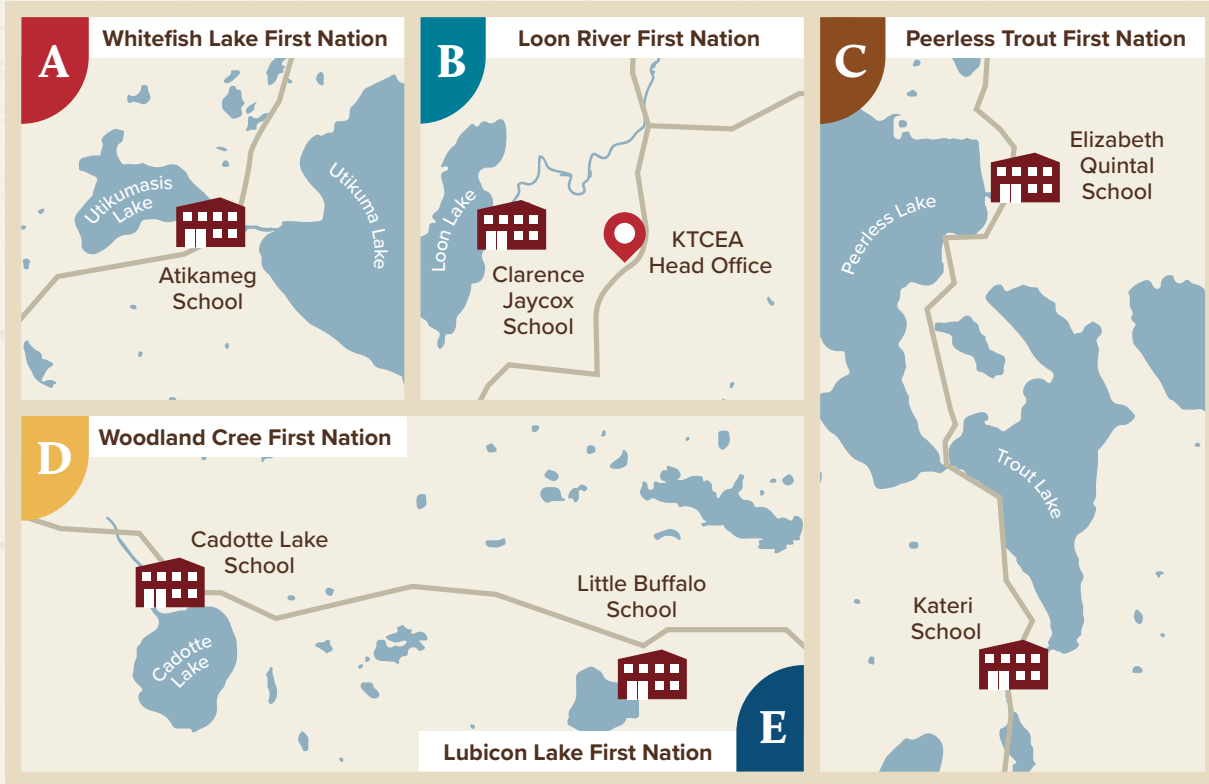 A
Whitefish Lake First Nation
Utikumasis
Lake
Utikuma Lake
Atikameg
School
B
Loon River First Nation
Loon Lake
Clarence
Jaycox
School
KTCEA
Head Office
C
Peerless Trout First Nation
Elizabeth
Quintal
School
Peerless Lake
Trout Lake
Kateri
School
D
Woodland Cree First Nation
Cadotte Lake
School
Cadotte
Lake
Little Buffalo
School
Lubicon Lake First Nation
E